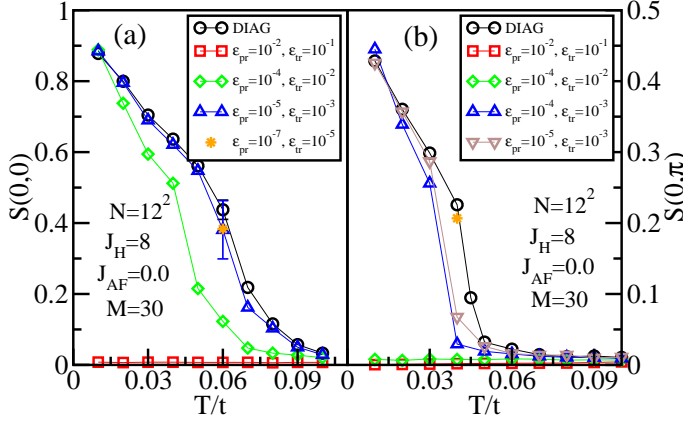 (a)
DIAG
ε_pr=10^-2, ε_tr=10^-1
ε_pr=10^-4, ε_tr=10^-2
ε_pr=10^-5, ε_tr=10^-3
ε_pr=10^-7, ε_tr=10^-5
N=12^2
J_H=8
J_AF=0.0
M=30
S(0,0)
1
0.8
0.6
0.4
0.2
0
0.03 0.06 0.09
T/t
(b)
DIAG
ε_pr=10^-2, ε_tr=10^-1
ε_pr=10^-4, ε_tr=10^-2
ε_pr=10^-4, ε_tr=10^-3
ε_pr=10^-5, ε_tr=10^-3
N=12^2
J_H=8
J_AF=0.0
M=30
S(0,π)
0.5
0.4
0.3
0.2
0.1
0
0.03 0.06 0.09
T/t